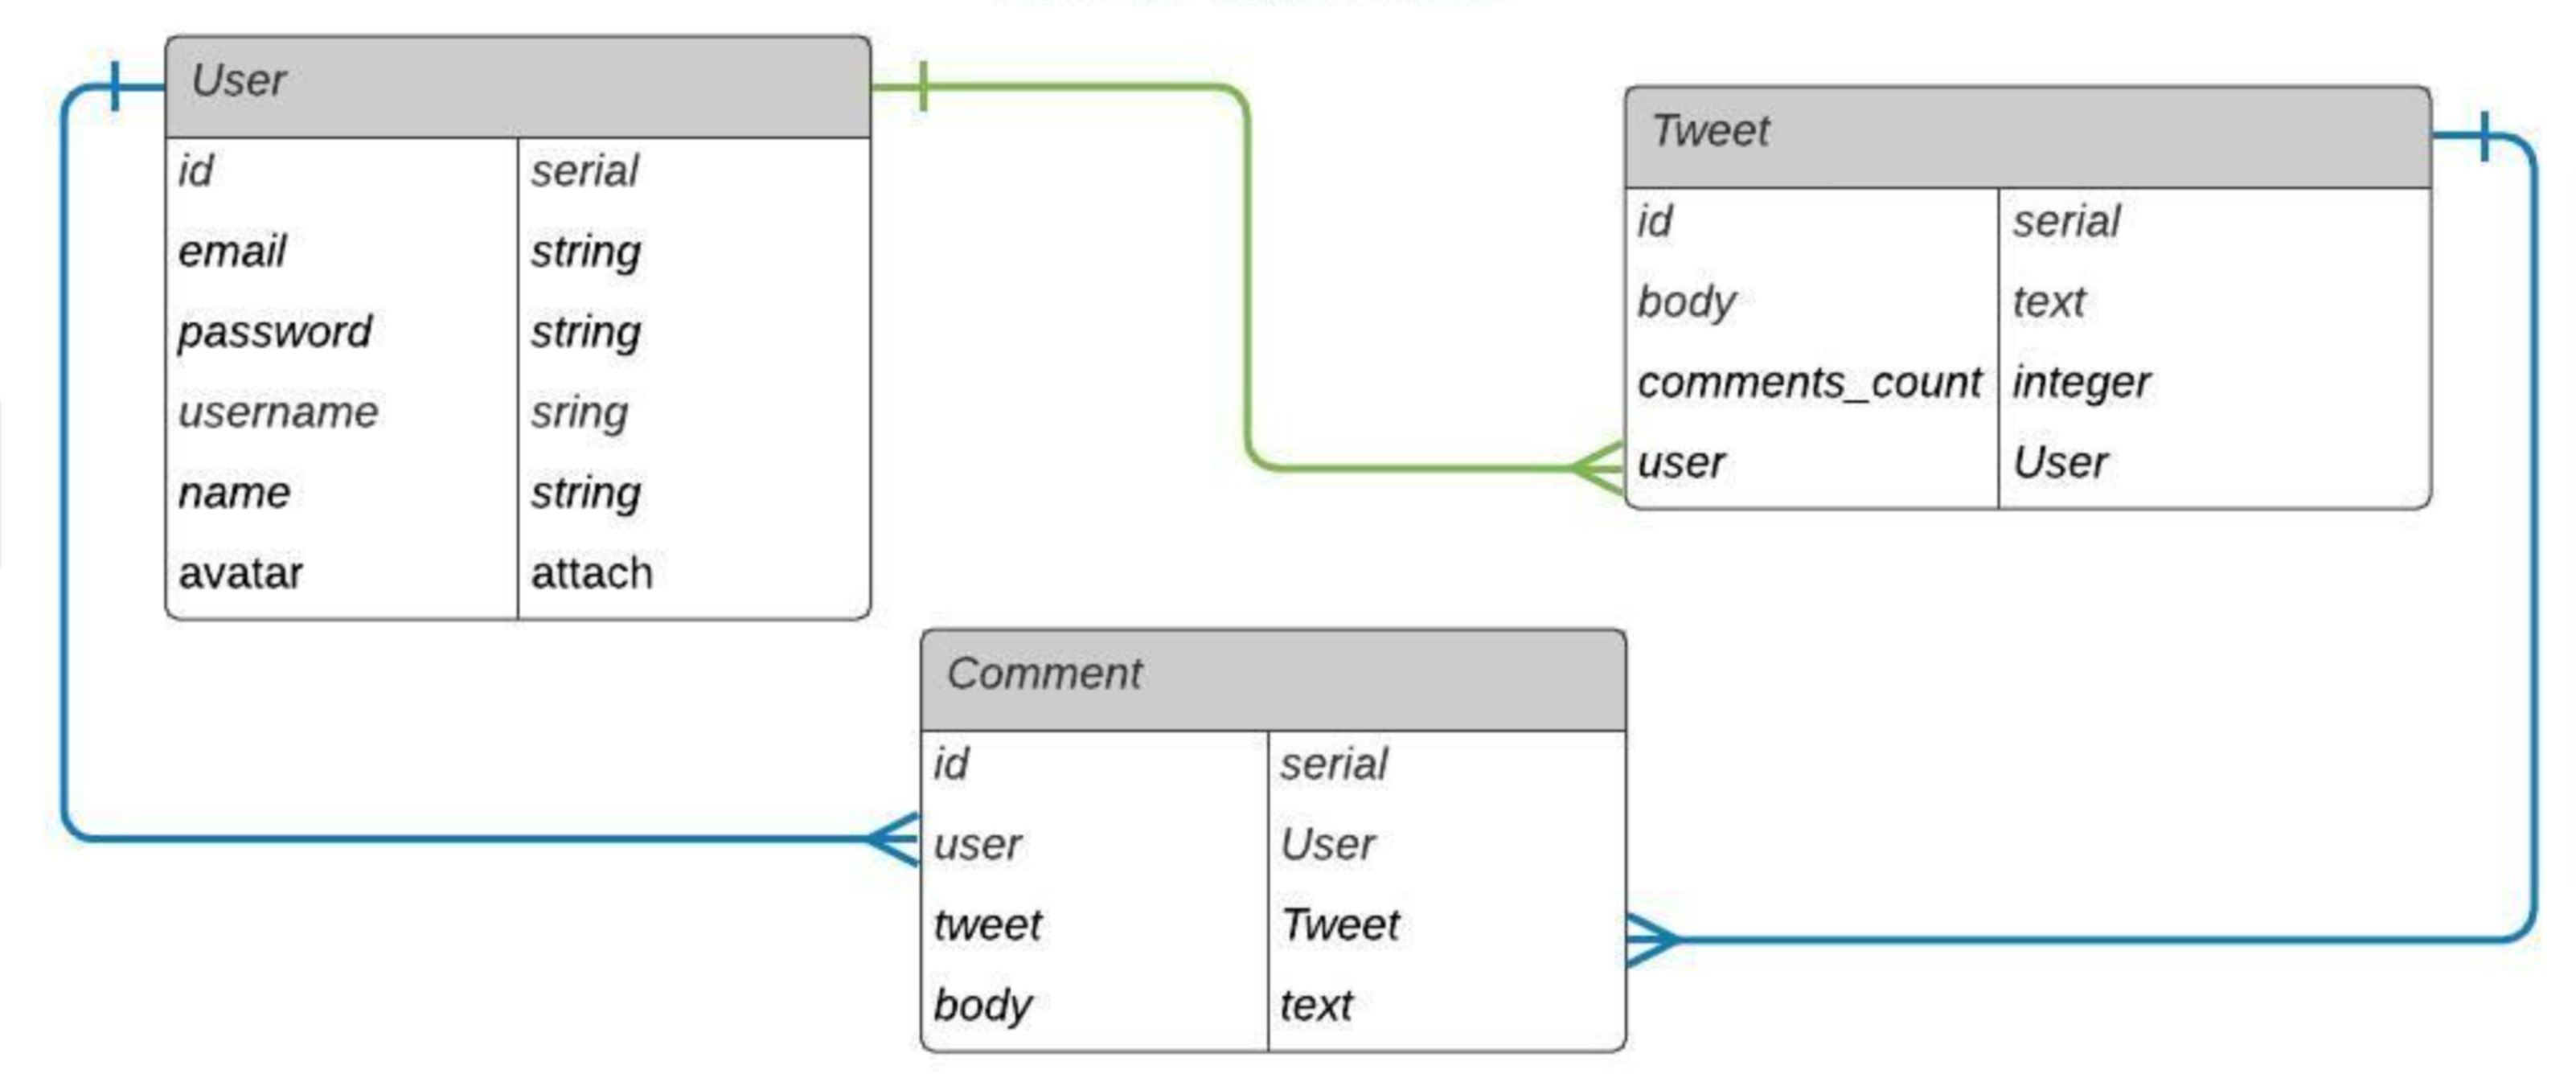 User
id serial
email string
password string
username sring
name string
avatar attach
Tweet
id serial
body text
comments_count integer
user User
Comment
id serial
user User
tweet Tweet
body text